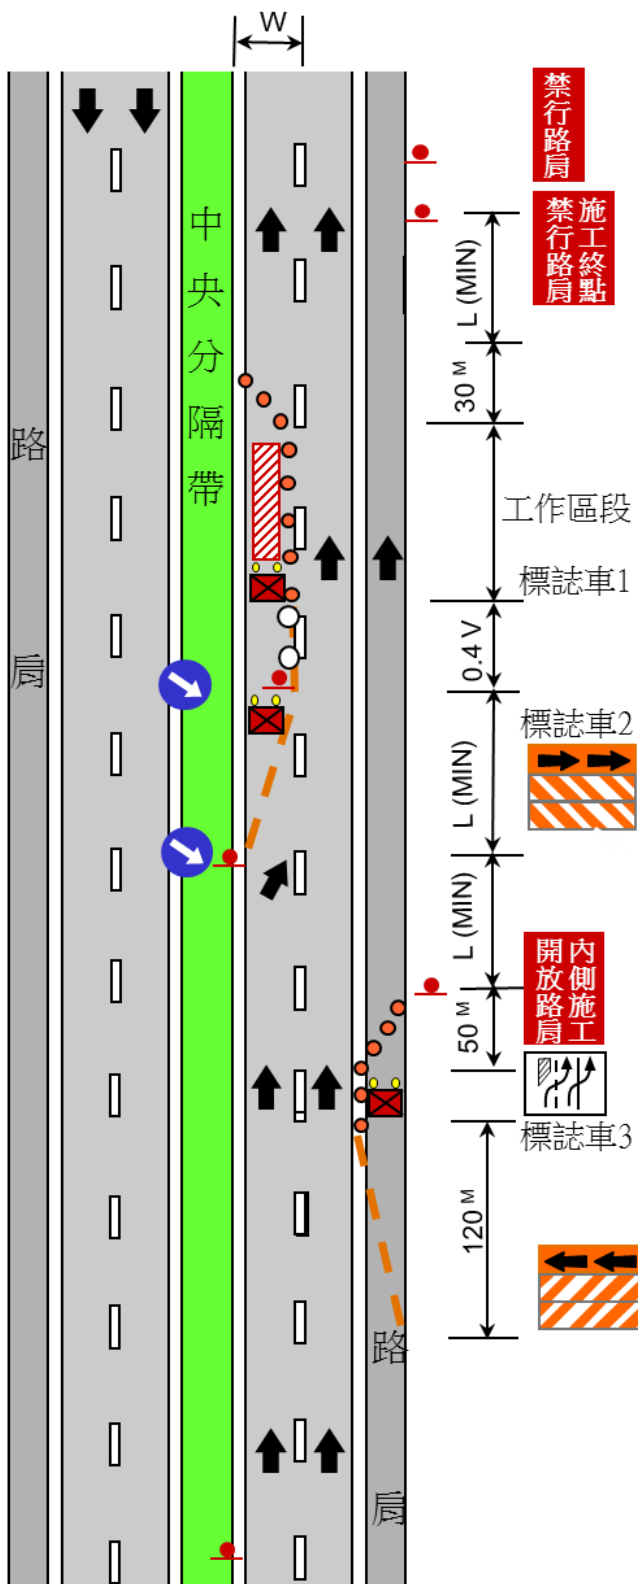 W
禁行路肩
施工終點
禁行路肩
L (MIN)
30 M
中央分隔帶
路肩
工作區段
標誌車1
0.4 V
標誌車2
L (MIN)
L (MIN)
內側施工
開放路肩
50 M
標誌車3
120 M
路肩